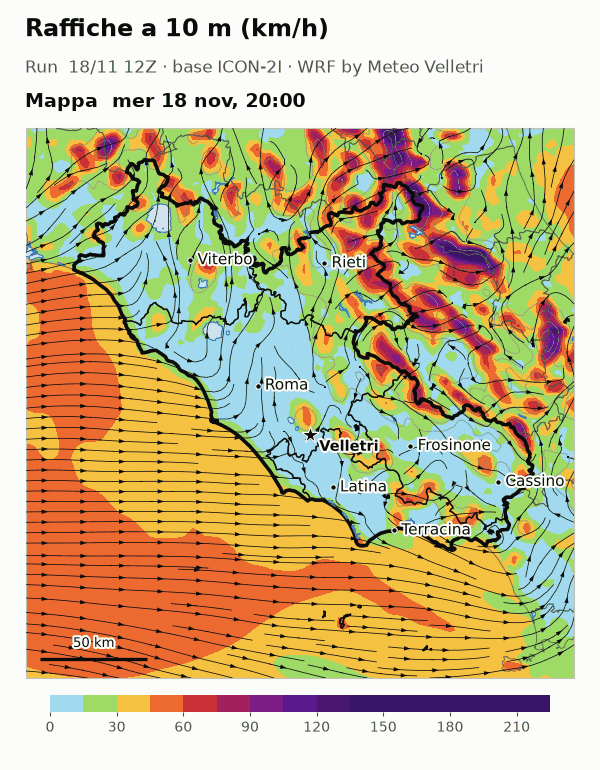 Raffiche a 10 m (km/h)
Run 18/11 12Z · base ICON-2I · WRF by Meteo Velletri
Mappa mer 18 nov, 20:00
Viterbo
Rieti
Roma
Velletri
Frosinone
Cassino
Latina
Terracina
50 km
0 30 60 90 120 150 180 210